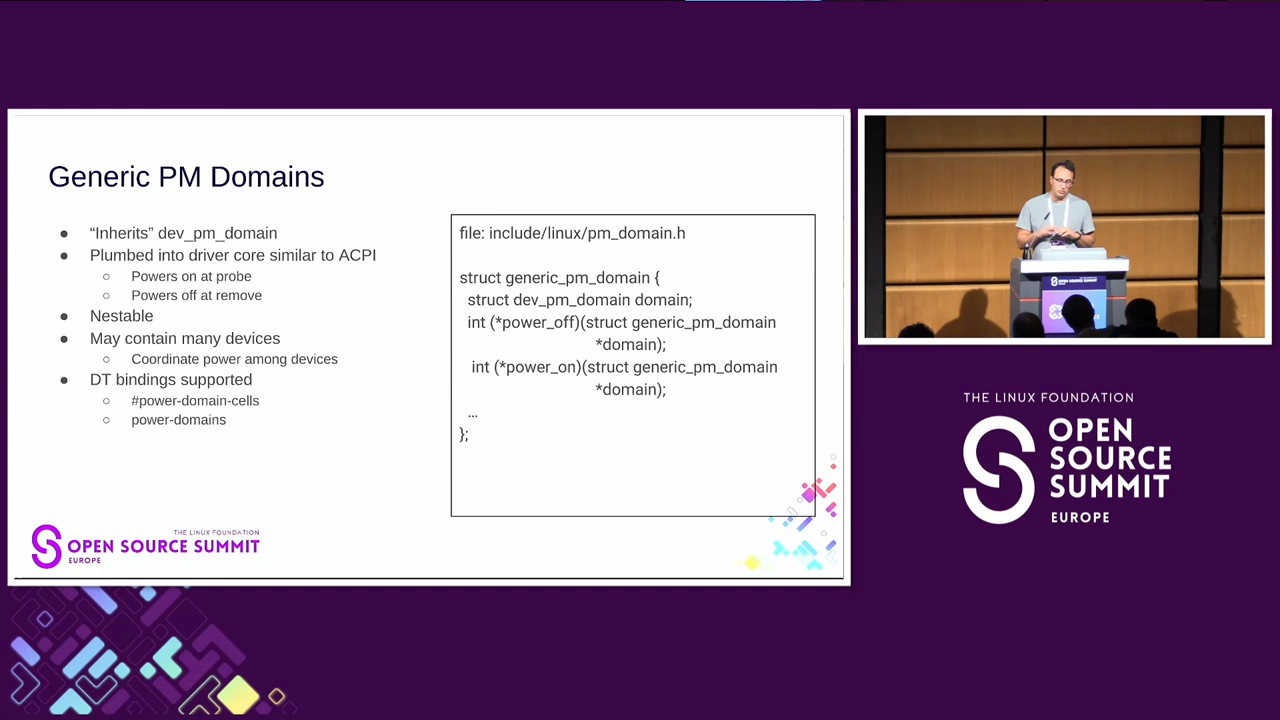 Generic PM Domains
● “Inherits” dev_pm_domain
● Plumbed into driver core similar to ACPI
○ Powers on at probe
○ Powers off at remove
● Nestable
● May contain many devices
○ Coordinate power among devices
● DT bindings supported
○ #power-domain-cells
○ power-domains
file: include/linux/pm_domain.h
struct generic_pm_domain {
struct dev_pm_domain domain;
int (*power_off)(struct generic_pm_domain
*domain);
int (*power_on)(struct generic_pm_domain
*domain);
...
};
THE LINUX FOUNDATION
OPEN SOURCE SUMMIT
EUROPE
THE LINUX FOUNDATION
OPEN
SOURCE
SUMMIT
EUROPE